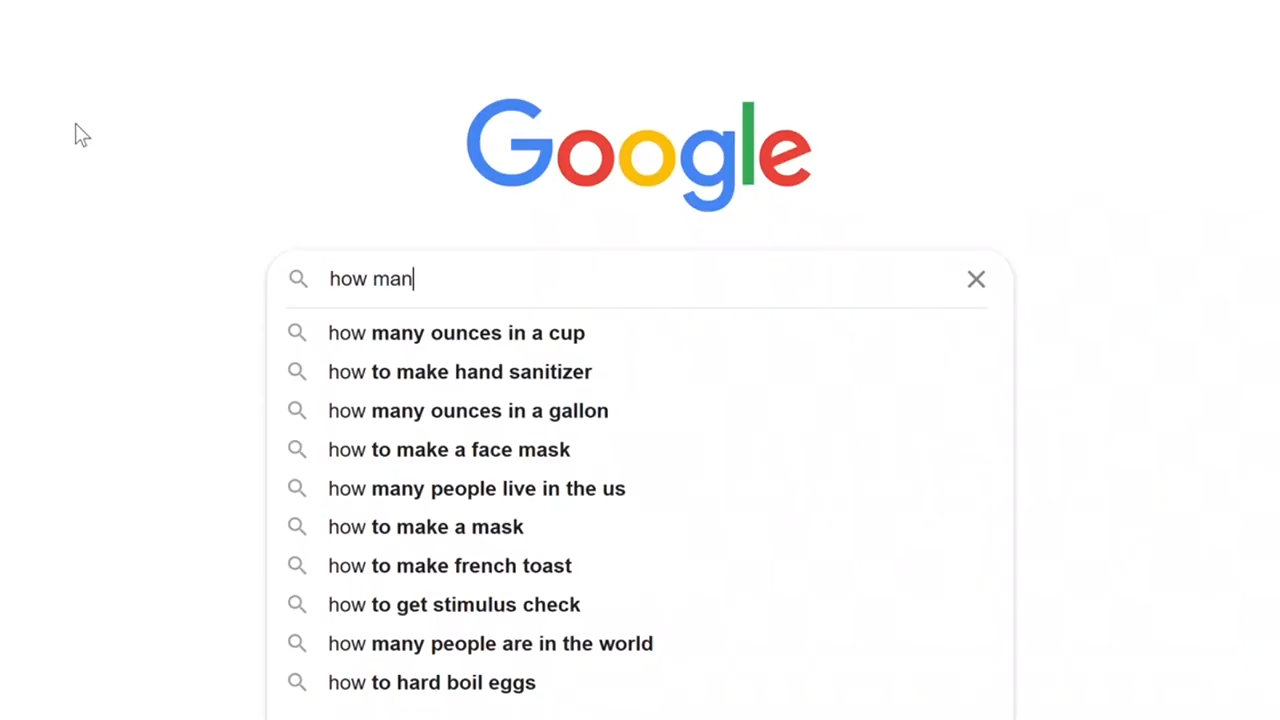 Google
how man
how many ounces in a cup
how to make hand sanitizer
how many ounces in a gallon
how to make a face mask
how many people live in the us
how to make a mask
how to make french toast
how to get stimulus check
how many people are in the world
how to hard boil eggs